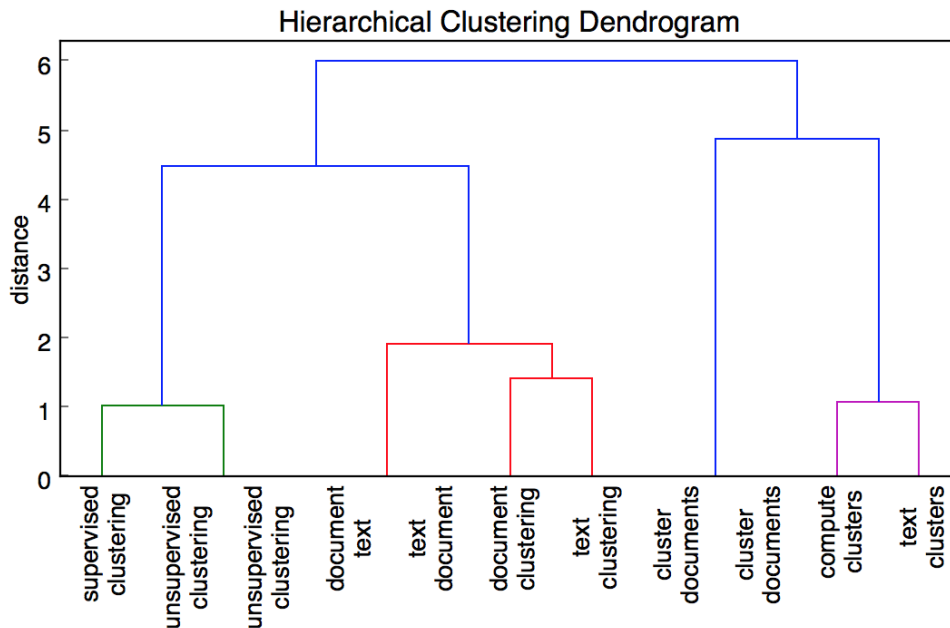 Hierarchical Clustering Dendrogram
6
5
4
3
2
1
0
distance
supervised
clustering
unsupervised
clustering
unsupervised
clustering
document
text
text
document
document
clustering
text
clustering
cluster
documents
cluster
documents
compute
clusters
text
clusters